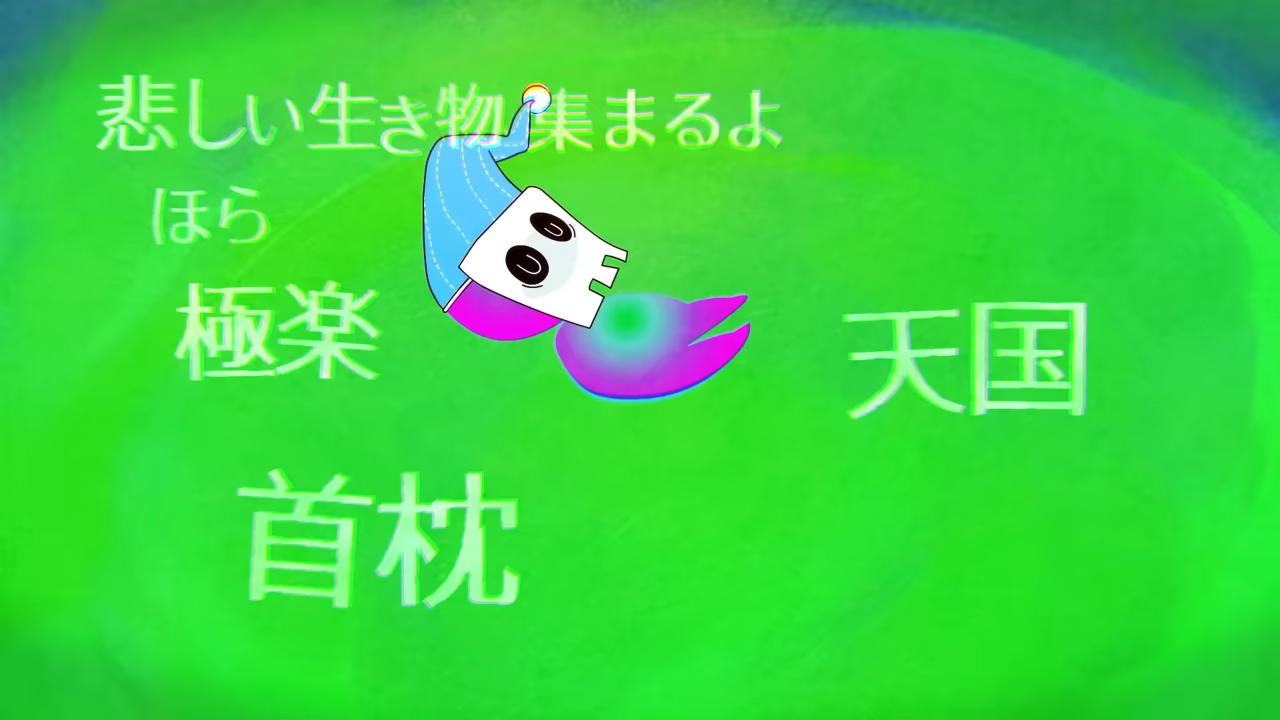 悲しい生き物集まるよ
ほら
極楽
天国
首枕